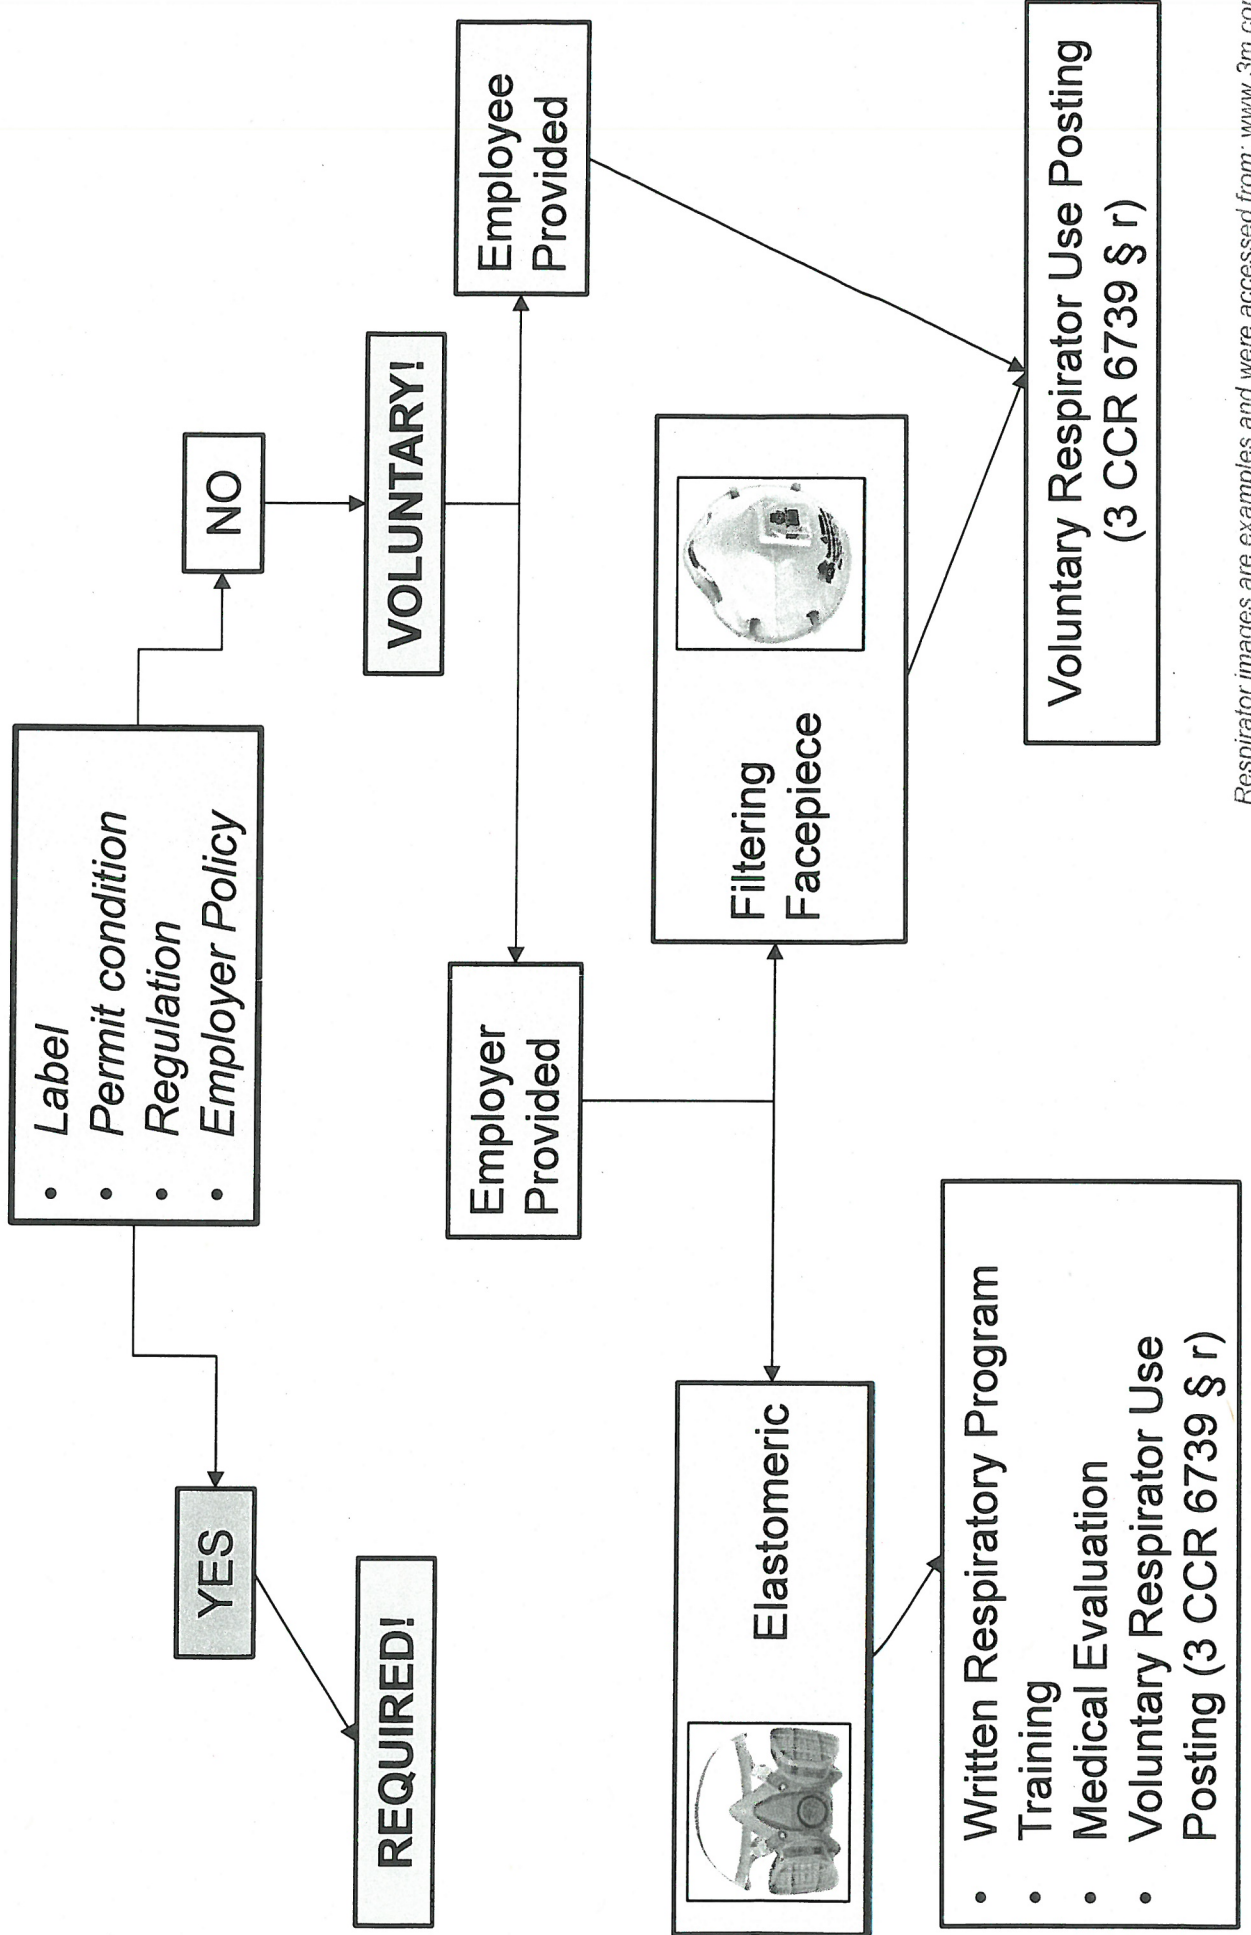 • Label
• Permit condition
• Regulation
• Employer Policy
YES
NO
REQUIRED!
VOLUNTARY!
Employer
Provided
Employee
Provided
Elastomeric
Filtering
Facepiece
• Written Respiratory Program
• Training
• Medical Evaluation
• Voluntary Respirator Use
Posting (3 CCR 6739 § r)
Voluntary Respirator Use Posting
(3 CCR 6739 § r)
Respirator images are examples and were accessed from: www.3m.com